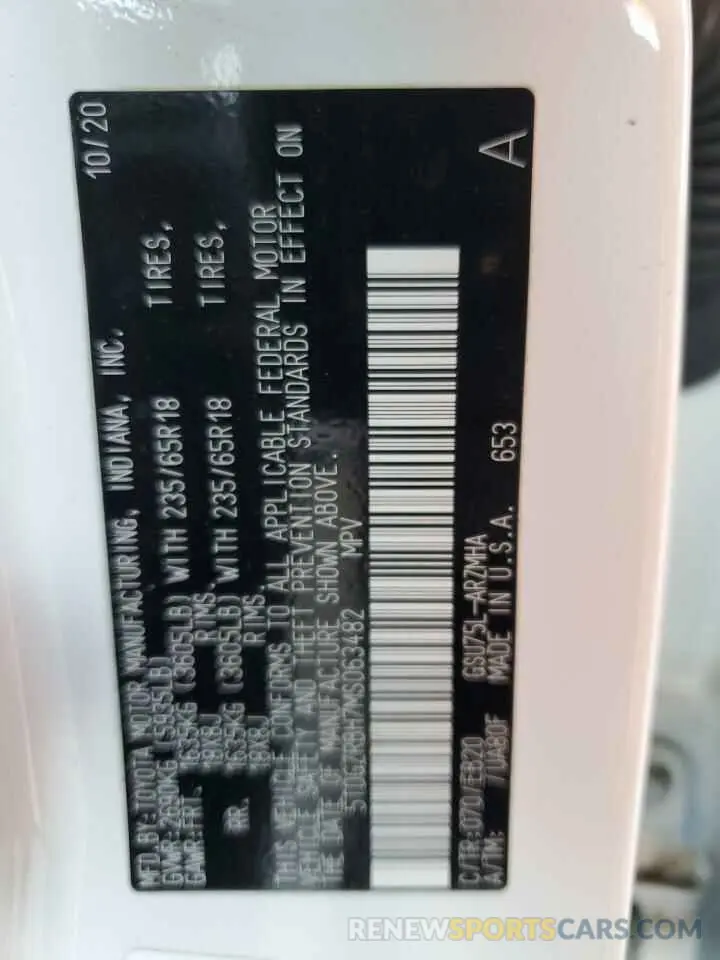 MFD.BY:TOYOTA MOTOR MANUFACTURING, INDIANA, INC. 10/20
GVWR:2690KG (5935LB)
GAWR:FRT. 1635KG (3605LB) WITH 235/65R18 TIRES,
18X8J RIMS.
RR. 1635KG (3605LB) WITH 235/65R18 TIRES,
18X8J RIMS.
THIS VEHICLE CONFORMS TO ALL APPLICABLE FEDERAL MOTOR
VEHICLE SAFETY AND THEFT PREVENTION STANDARDS IN EFFECT ON
THE DATE OF MANUFACTURE SHOWN ABOVE.
5TDGZRBH7MS063482 MPV
C/TR:070/EB20 GSU75L-ARZMHA
A/TM: /UA80F MADE IN U.S.A. 653 A
RENEWSPORTSCARS.COM